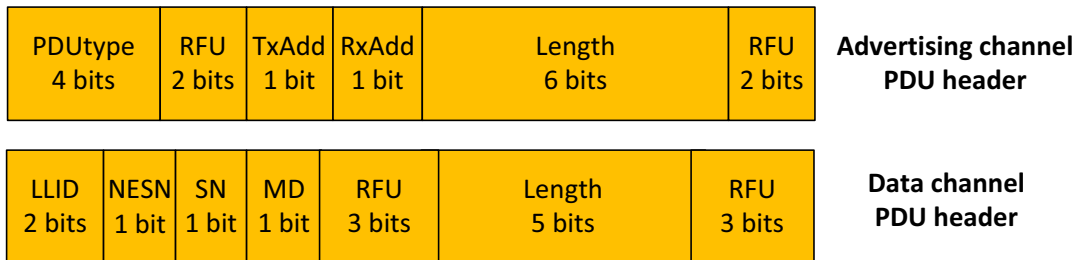 PDUtype RFU TxAdd RxAdd Length RFU Advertising channel
4 bits 2 bits 1 bit 1 bit 6 bits 2 bits PDU header
LLID NESN SN MD RFU Length RFU Data channel
2 bits 1 bit 1 bit 1 bit 3 bits 5 bits 3 bits PDU header